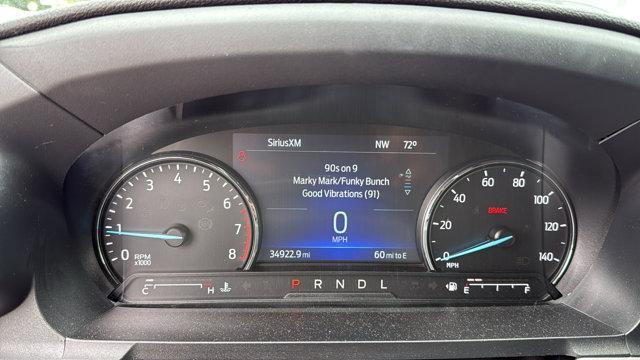 SiriusXM NW 72°
90s on 9
Marky Mark/Funky Bunch
Good Vibrations (91)
0
MPH
34922.9 mi 60 mi to E
0 1 2 3 4 5 6 7 8
RPM
x1000
0 20 40 60 80 100 120 140
BRAKE
MPH
C H P R N D L E F